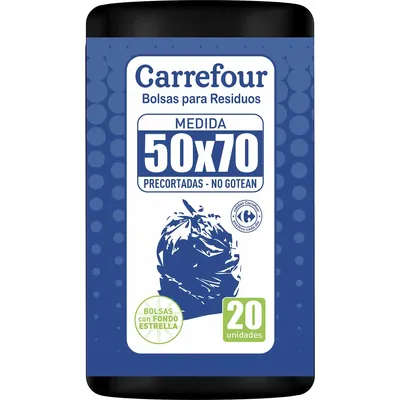 Carrefour
Bolsas para Residuos
MEDIDA
50x70
PRECORTADAS - NO GOTEAN
BOLSAS
con FONDO
ESTRELLA
20
unidades